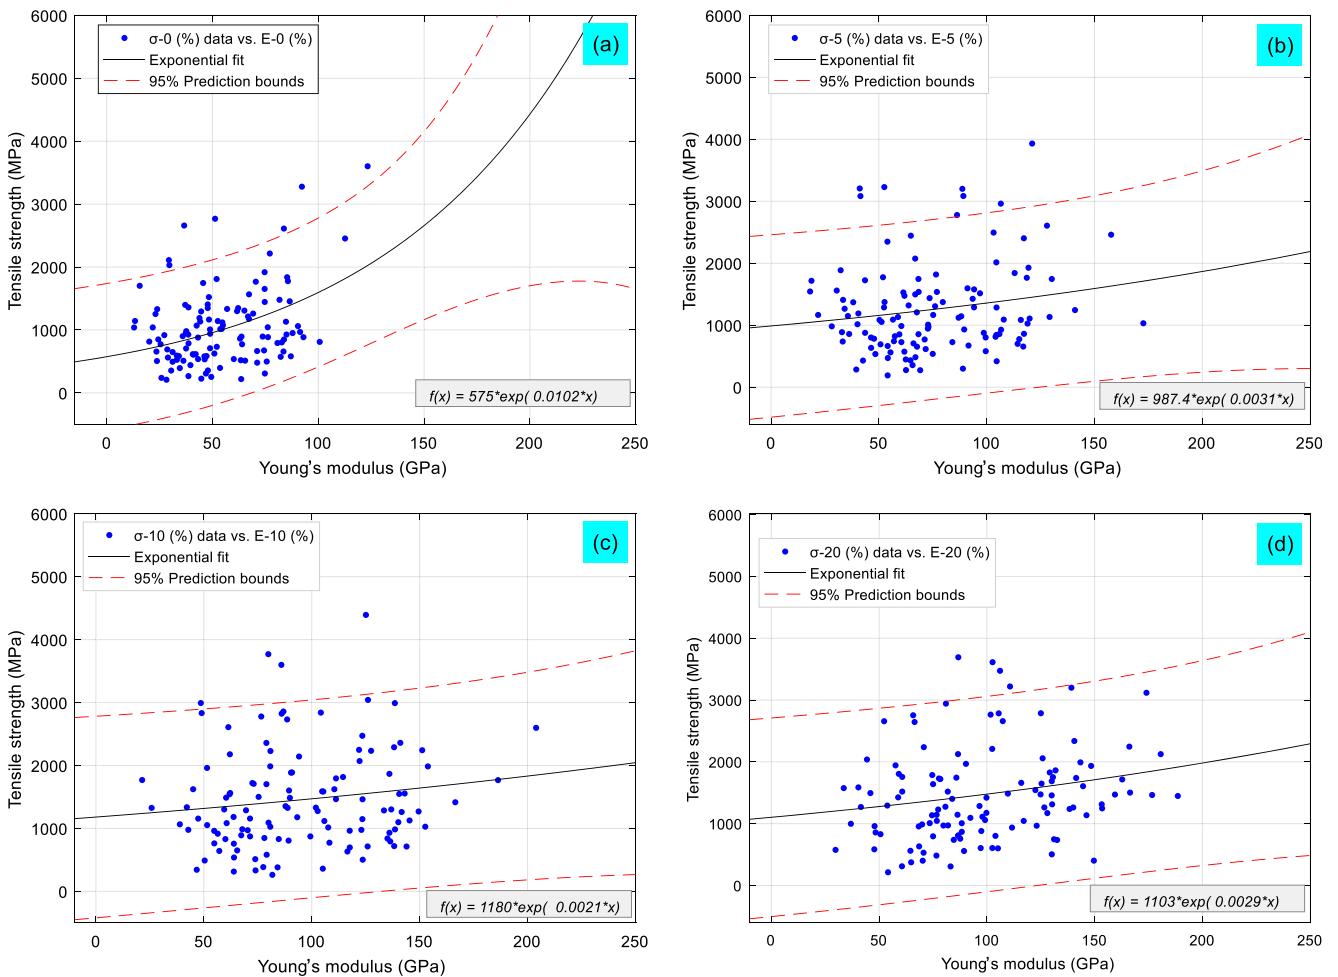 6000
5000
4000
3000
2000
1000
0
Tensile strength (MPa)
σ-0 (%) data vs. E-0 (%)
Exponential fit
95% Prediction bounds
(a)
f(x) = 575*exp( 0.0102*x)
0 50 100 150 200 250
Young's modulus (GPa)
6000
5000
4000
3000
2000
1000
0
Tensile strength (MPa)
σ-5 (%) data vs. E-5 (%)
Exponential fit
95% Prediction bounds
(b)
f(x) = 987.4*exp( 0.0031*x)
0 50 100 150 200 250
Young's modulus (GPa)
6000
5000
4000
3000
2000
1000
0
Tensile strength (MPa)
σ-10 (%) data vs. E-10 (%)
Exponential fit
95% Prediction bounds
(c)
f(x) = 1180*exp( 0.0021*x)
0 50 100 150 200 250
Young's modulus (GPa)
6000
5000
4000
3000
2000
1000
0
Tensile strength (MPa)
σ-20 (%) data vs. E-20 (%)
Exponential fit
95% Prediction bounds
(d)
f(x) = 1103*exp( 0.0029*x)
0 50 100 150 200 250
Young's modulus (GPa)